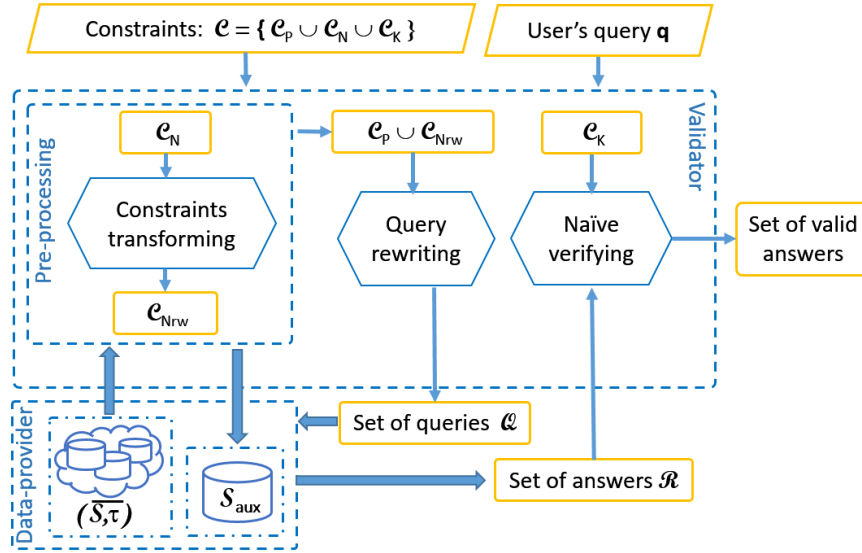 Constraints: 𝓒 = { 𝓒P ∪ 𝓒N ∪ 𝓒K }
User's query q
Validator
Pre-processing
𝓒N
𝓒P ∪ 𝓒Nrw
𝓒K
Constraints
transforming
Query
rewriting
Naïve
verifying
Set of valid
answers
𝓒Nrw
Data-provider
Set of queries 𝓠
(S̅,̅τ̅)
Saux
Set of answers 𝓡